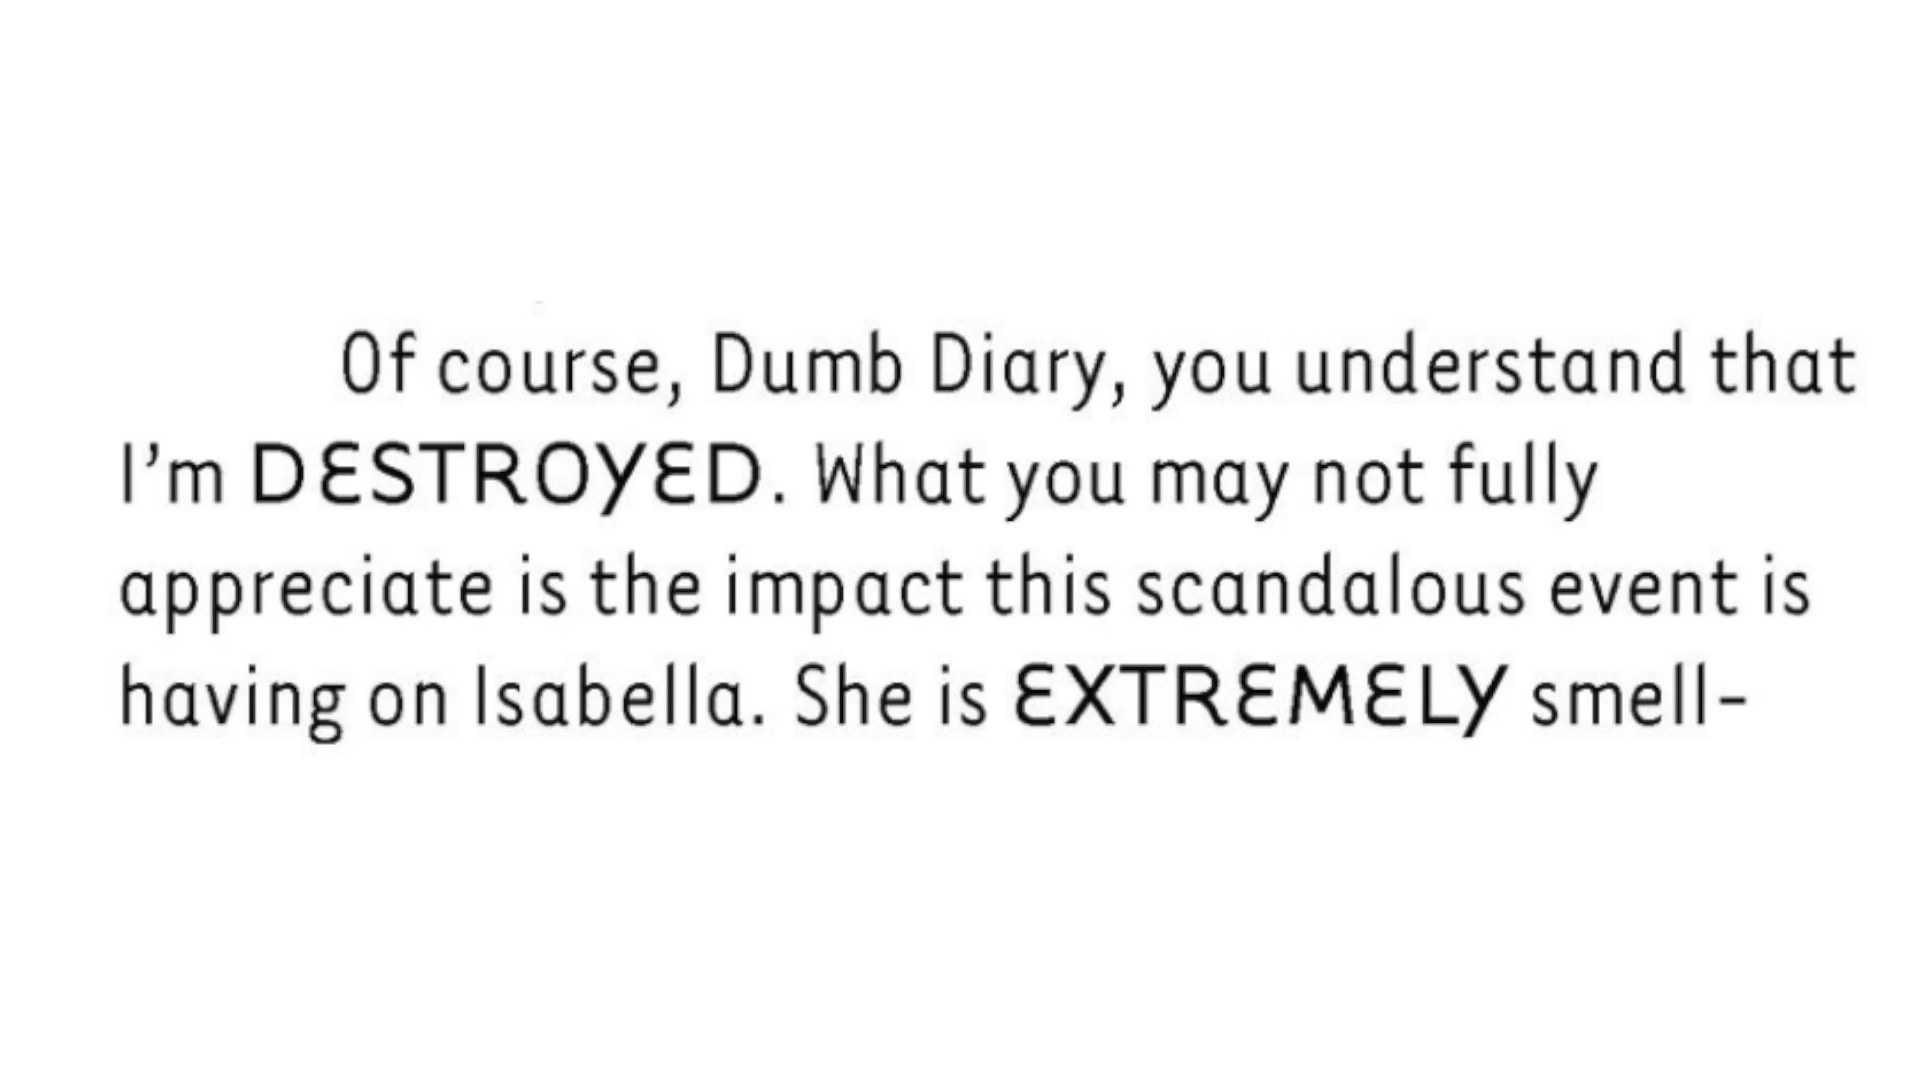 Of course, Dumb Diary, you understand that
I’m DESTROYED. What you may not fully
appreciate is the impact this scandalous event is
having on Isabella. She is EXTREMELY smell-